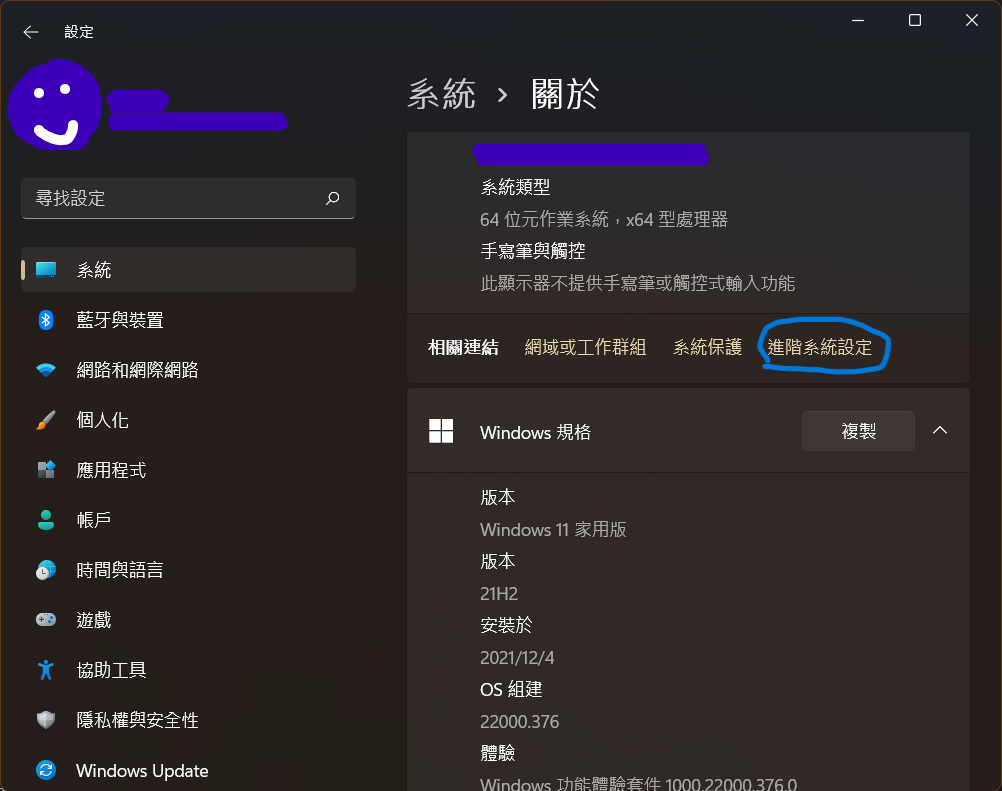 設定
尋找設定
系統
藍牙與裝置
網路和網際網路
個人化
應用程式
帳戶
時間與語言
遊戲
協助工具
隱私權與安全性
Windows Update
系統 › 關於
系統類型
64 位元作業系統，x64 型處理器
手寫筆與觸控
此顯示器不提供手寫筆或觸控式輸入功能
相關連結 網域或工作群組 系統保護 進階系統設定
Windows 規格 複製
版本
Windows 11 家用版
版本
21H2
安裝於
2021/12/4
OS 組建
22000.376
體驗
Windows 功能體驗套件 1000.22000.376.0